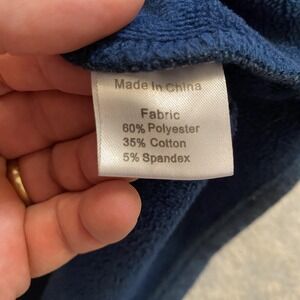 Made in China
Fabric
60% Polyester
35% Cotton
5% Spandex